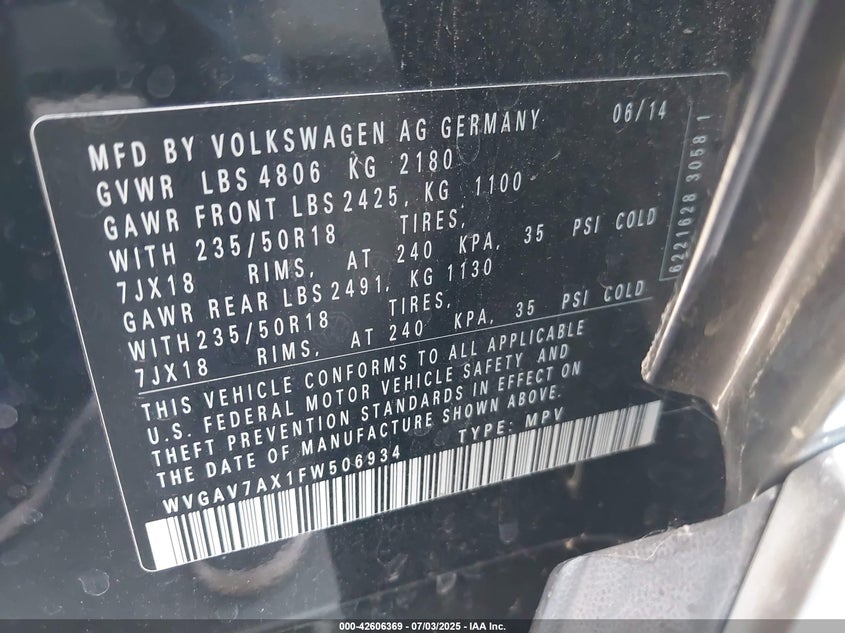 MFD BY VOLKSWAGEN AG GERMANY 06/14
GVWR LBS 4806 KG 2180
GAWR FRONT LBS 2425, KG 1100
WITH 235/50R18 TIRES,
7JX18 RIMS, AT 240 KPA, 35 PSI COLD
GAWR REAR LBS 2491, KG 1130
WITH 235/50R18 TIRES,
7JX18 RIMS, AT 240 KPA, 35 PSI COLD
THIS VEHICLE CONFORMS TO ALL APPLICABLE
U.S. FEDERAL MOTOR VEHICLE SAFETY AND
THEFT PREVENTION STANDARDS IN EFFECT ON
THE DATE OF MANUFACTURE SHOWN ABOVE.
WVGAV7AX1FW506934 TYPE: MPV
6221628 3058 1
000-42606369 | 07/03/2025 - IAA Inc.